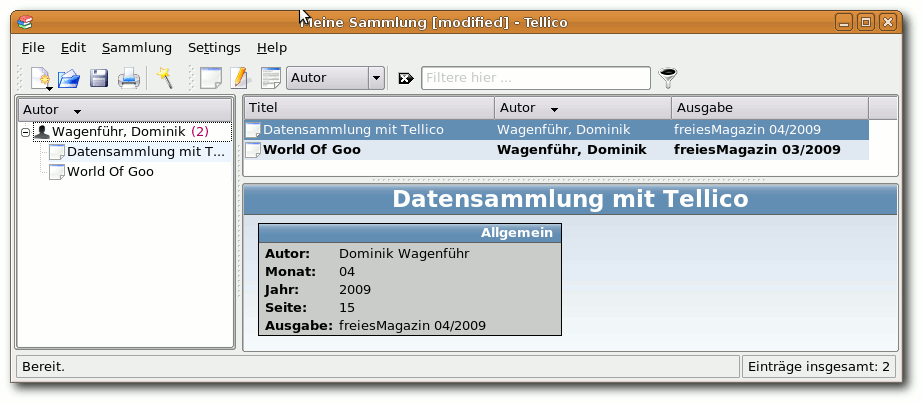 Meine Sammlung [modified] - Tellico
File Edit Sammlung Settings Help
Autor Filtere hier ...
Autor
Wagenführ, Dominik (2)
Datensammlung mit T...
World Of Goo
Titel Autor Ausgabe
Datensammlung mit Tellico Wagenführ, Dominik freiesMagazin 04/2009
World Of Goo Wagenführ, Dominik freiesMagazin 03/2009
Datensammlung mit Tellico
Allgemein
Autor: Dominik Wagenführ
Monat: 04
Jahr: 2009
Seite: 15
Ausgabe: freiesMagazin 04/2009
Bereit. Einträge insgesamt: 2